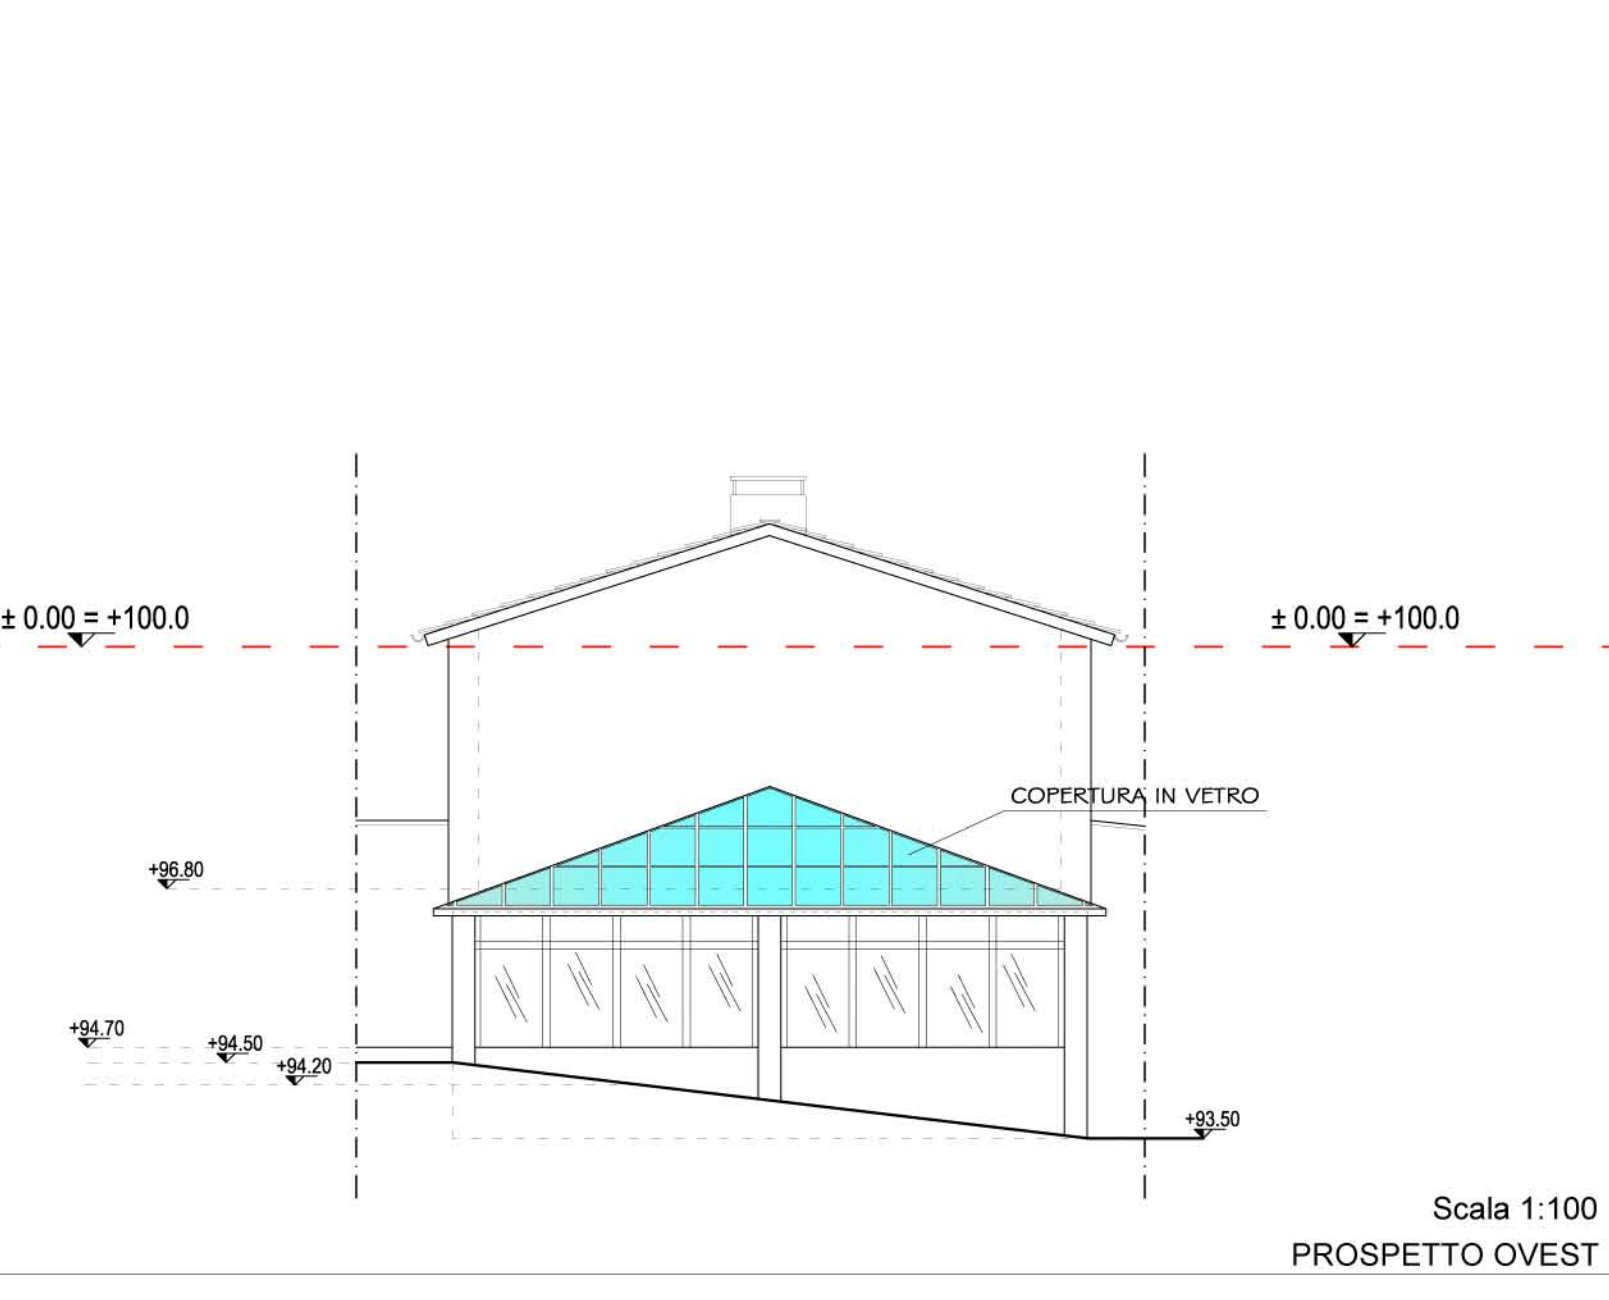 ± 0.00 = +100.0
± 0.00 = +100.0
COPERTURA IN VETRO
+96.80
+94.70
+94.50
+94.20
+93.50
Scala 1:100
PROSPETTO OVEST